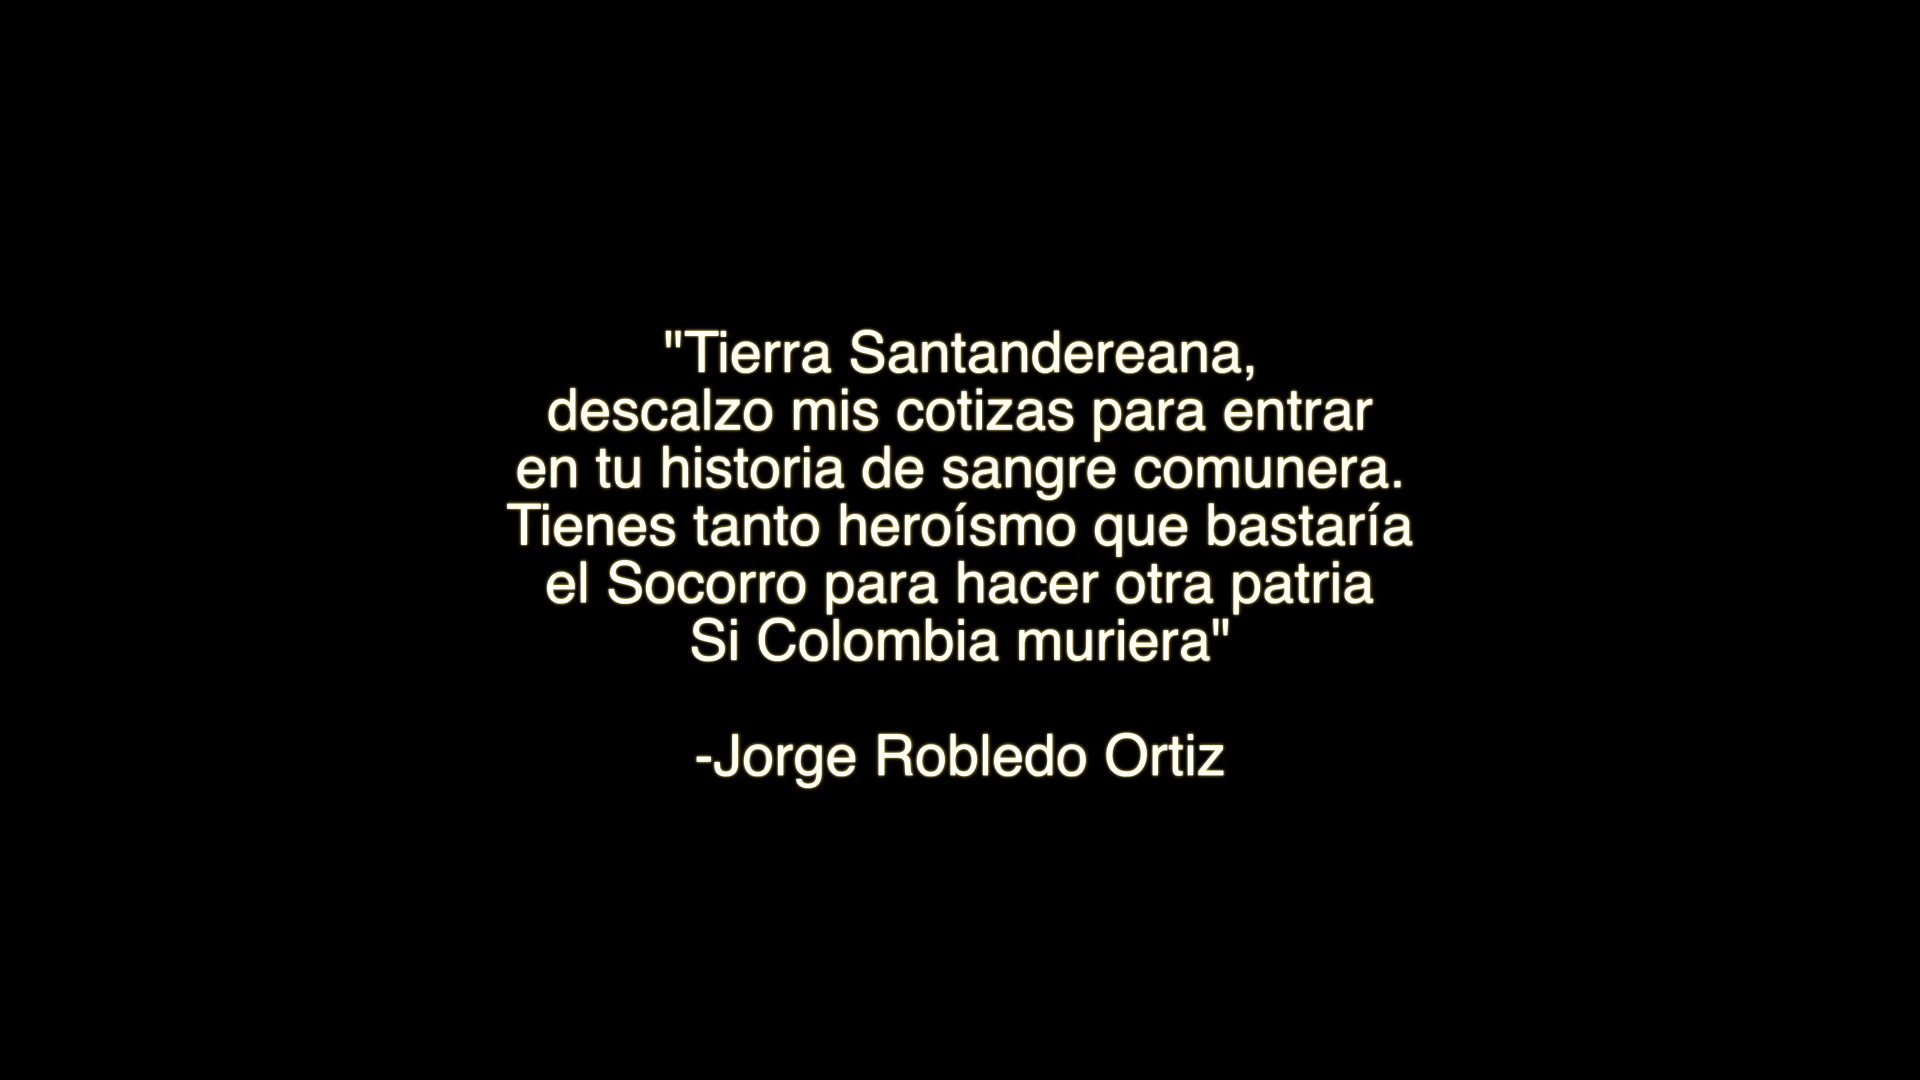 "Tierra Santandereana,
descalzo mis cotizas para entrar
en tu historia de sangre comunera.
Tienes tanto heroísmo que bastaría
el Socorro para hacer otra patria
Si Colombia muriera"
-Jorge Robledo Ortiz